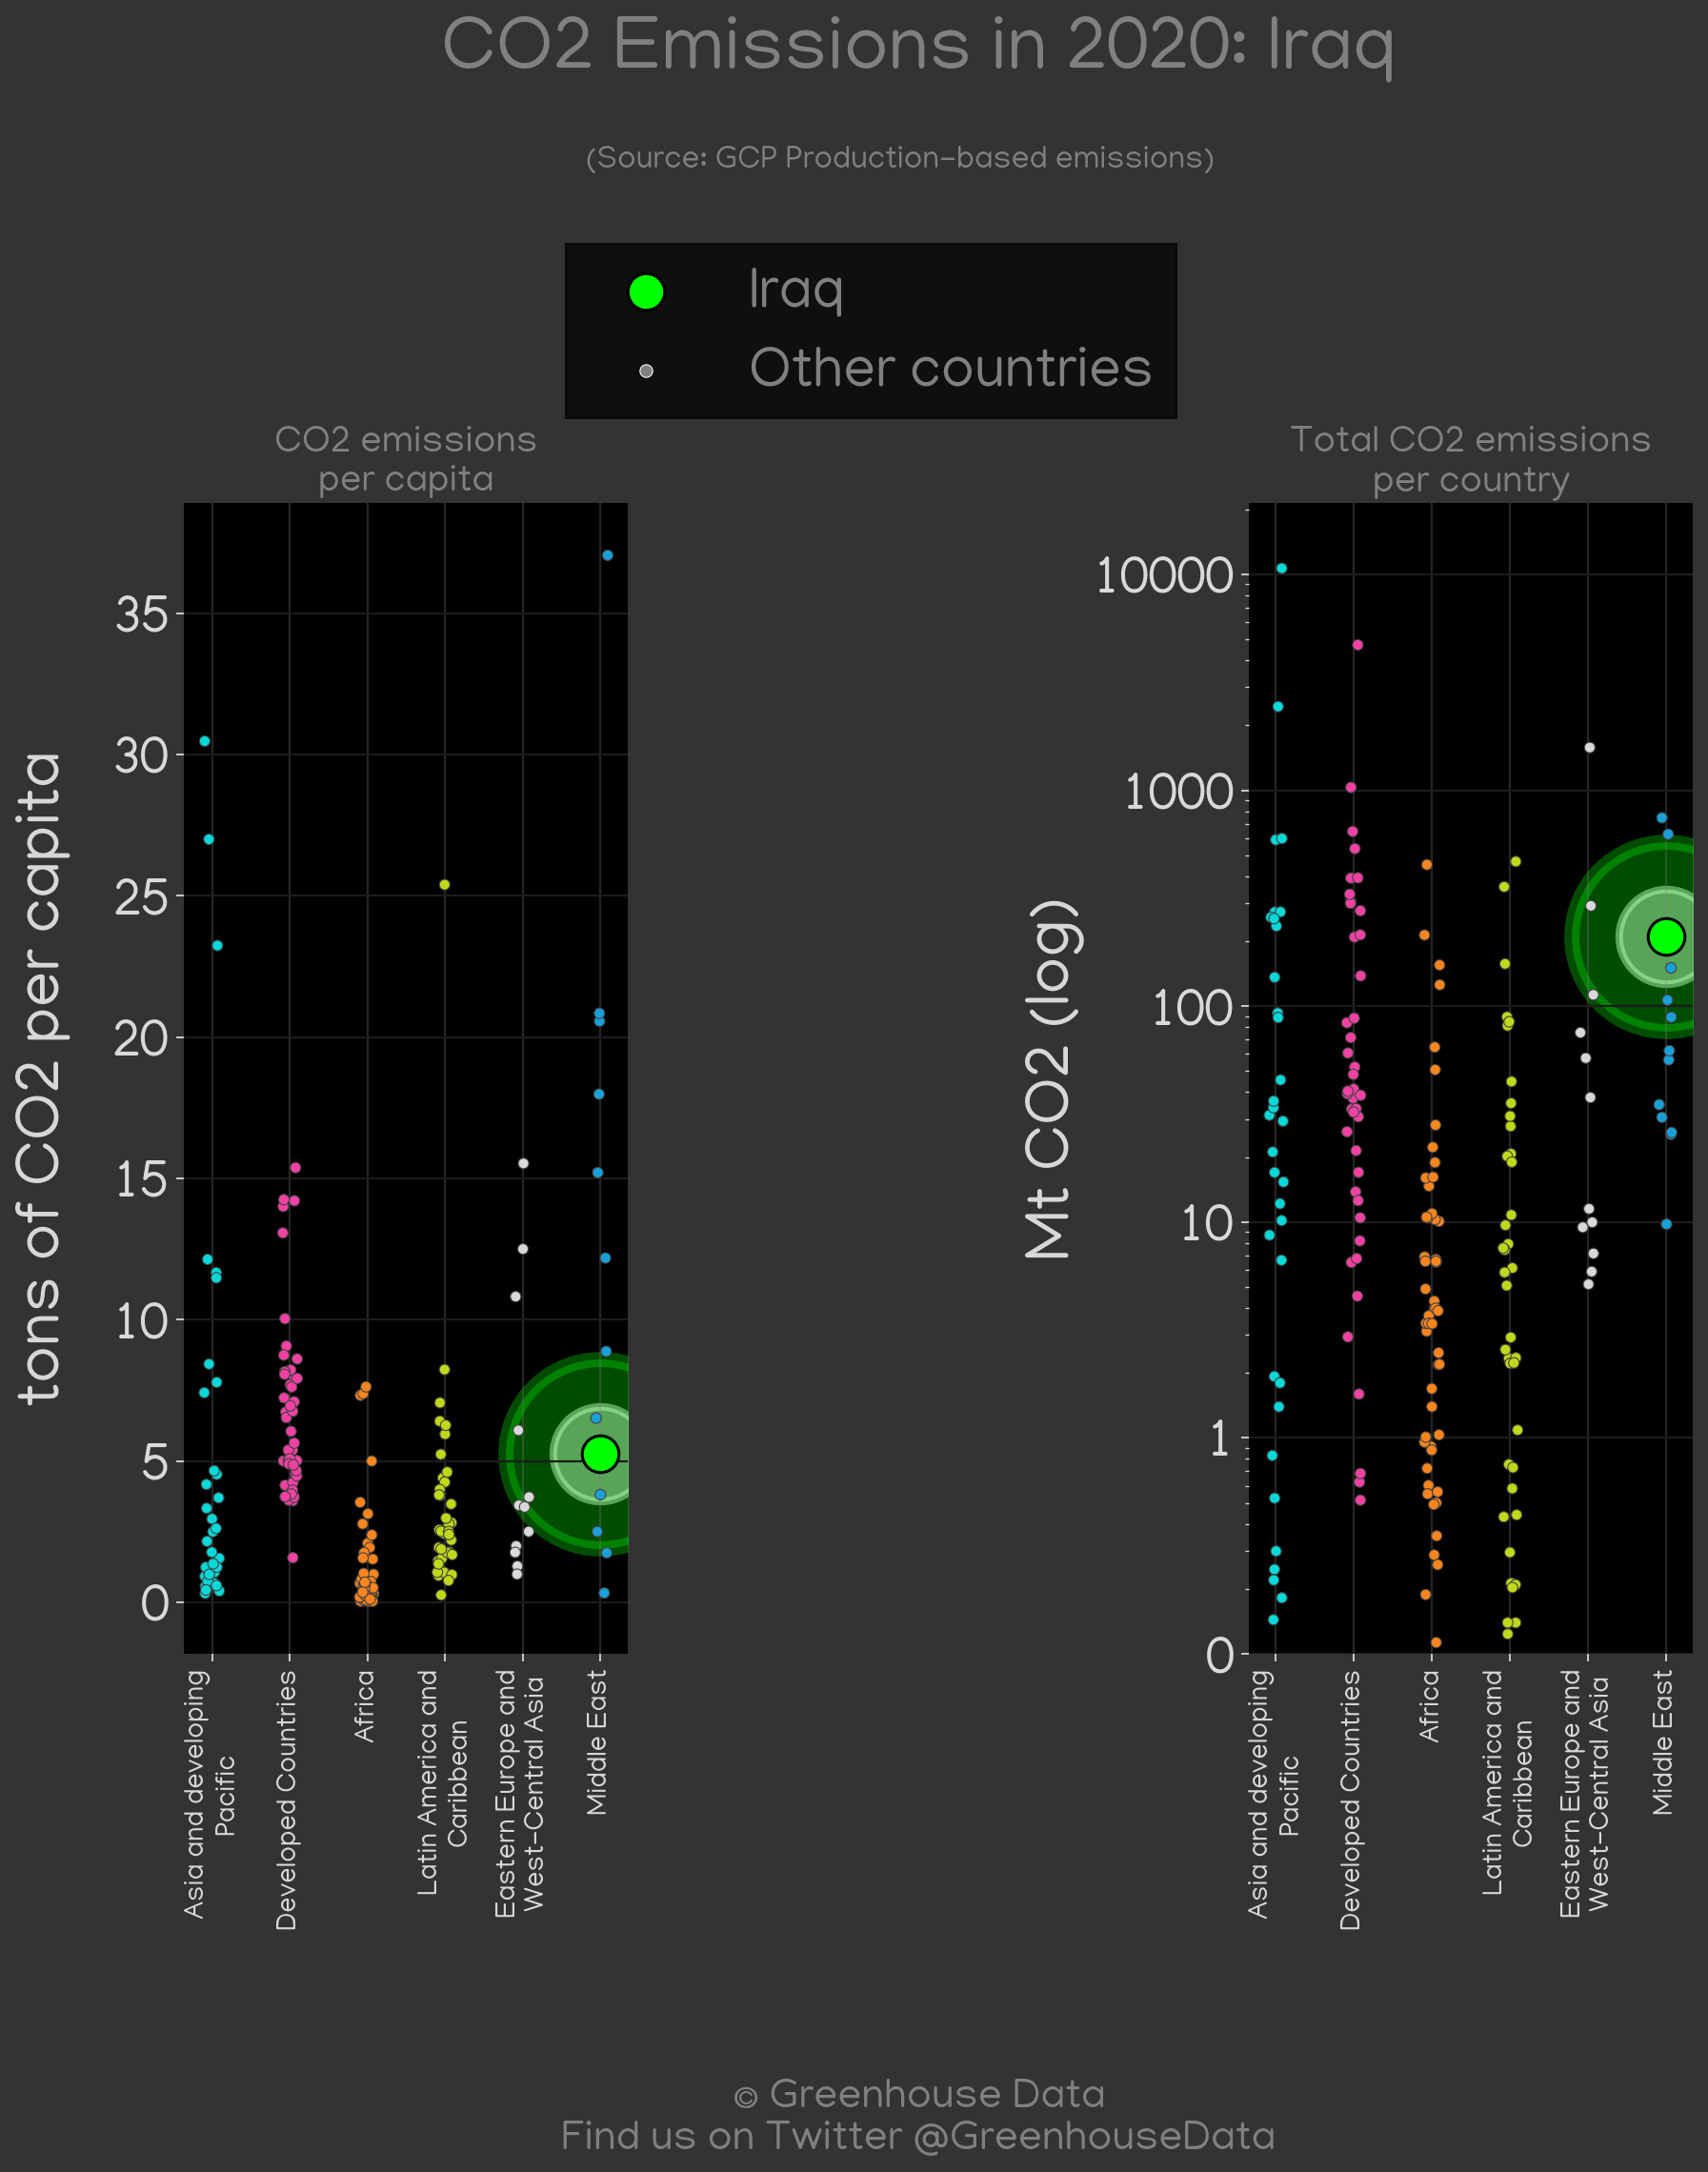 CO2 Emissions in 2020: Iraq
(Source: GCP Production-based emissions)
Iraq
Other countries
CO2 emissions
per capita
tons of CO2 per capita
35
30
25
20
15
10
5
0
Asia and developing
Pacific
Developed Countries
Africa
Latin America and
Caribbean
Eastern Europe and
West-Central Asia
Middle East
Total CO2 emissions
per country
Mt CO2 (log)
10000
1000
100
10
1
0
Asia and developing
Pacific
Developed Countries
Africa
Latin America and
Caribbean
Eastern Europe and
West-Central Asia
Middle East
© Greenhouse Data
Find us on Twitter @GreenhouseData